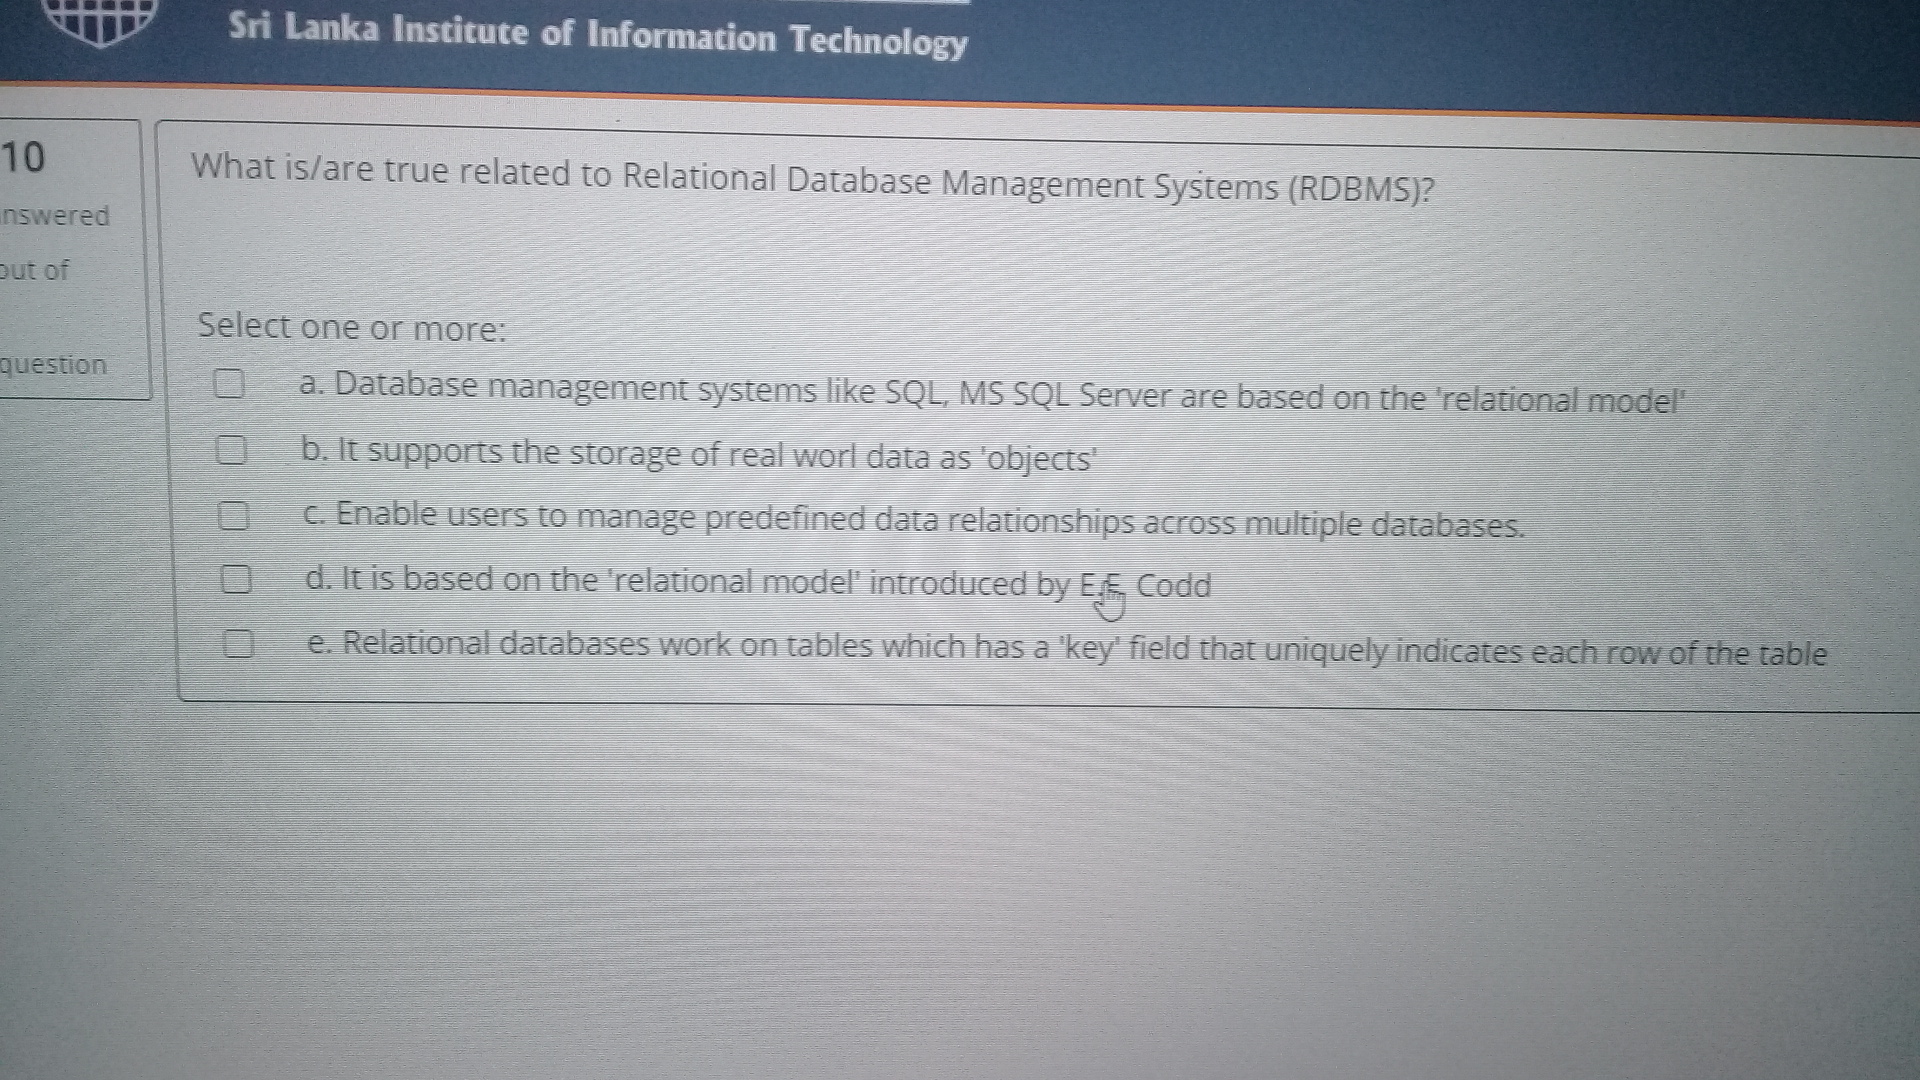 Sri Lanka Institute of Information Technology
10
nswered
out of
question
What is/are true related to Relational Database Management Systems (RDBMS)?
Select one or more:
a. Database management systems like SQL, MS SQL Server are based on the 'relational model'
b. It supports the storage of real worl data as 'objects'
c. Enable users to manage predefined data relationships across multiple databases.
d. It is based on the 'relational model' introduced by E.F. Codd
e. Relational databases work on tables which has a 'key' field that uniquely indicates each row of the table